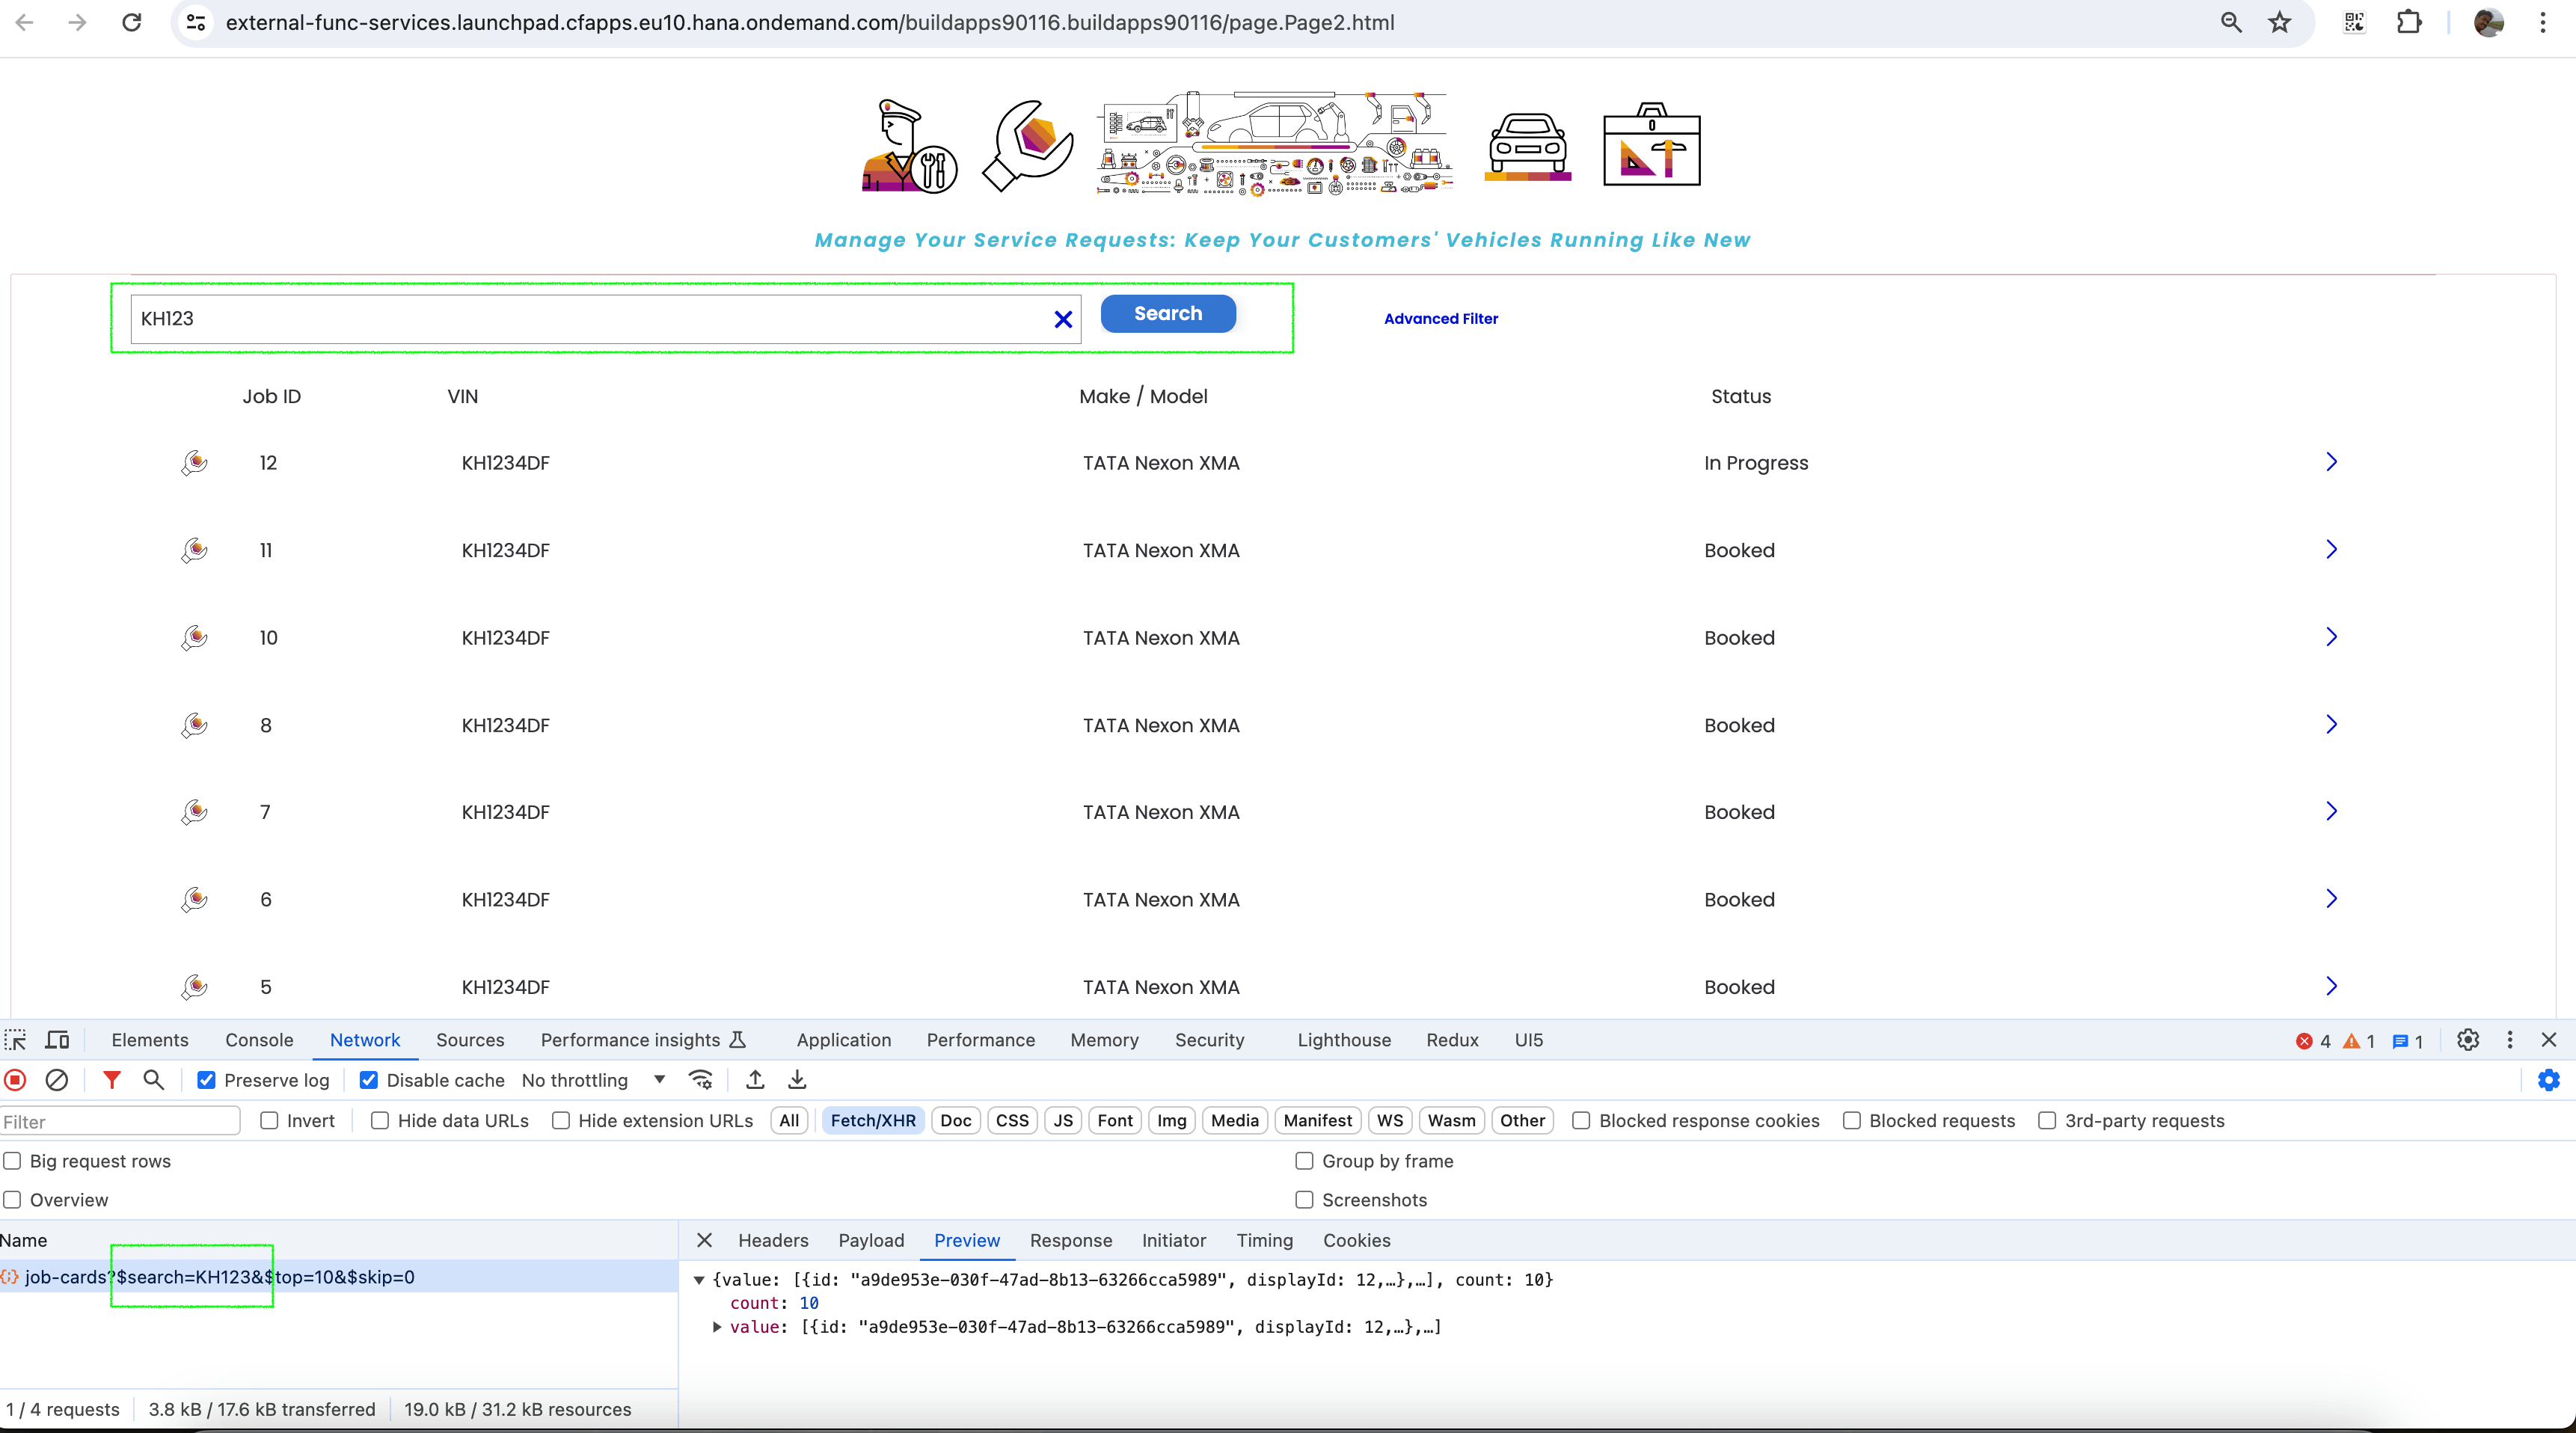 external-func-services.launchpad.cfapps.eu10.hana.ondemand.com/buildapps90116.buildapps90116/page.Page2.html
Manage Your Service Requests: Keep Your Customers' Vehicles Running Like New
KH123 Search Advanced Filter
Job ID VIN Make / Model Status
12 KH1234DF TATA Nexon XMA In Progress
11 KH1234DF TATA Nexon XMA Booked
10 KH1234DF TATA Nexon XMA Booked
8 KH1234DF TATA Nexon XMA Booked
7 KH1234DF TATA Nexon XMA Booked
6 KH1234DF TATA Nexon XMA Booked
5 KH1234DF TATA Nexon XMA Booked
Elements Console Network Sources Performance insights Application Performance Memory Security Lighthouse Redux UI5 4 1 1
Preserve log Disable cache No throttling
Filter Invert Hide data URLs Hide extension URLs All Fetch/XHR Doc CSS JS Font Img Media Manifest WS Wasm Other Blocked response cookies Blocked requests 3rd-party requests
Big request rows Group by frame
Overview Screenshots
Name Headers Payload Preview Response Initiator Timing Cookies
job-cards?$search=KH123&$top=10&$skip=0
{value: [{id: "a9de953e-030f-47ad-8b13-63266cca5989", displayId: 12,…},…], count: 10}
count: 10
value: [{id: "a9de953e-030f-47ad-8b13-63266cca5989", displayId: 12,…},…]
1 / 4 requests 3.8 kB / 17.6 kB transferred 19.0 kB / 31.2 kB resources